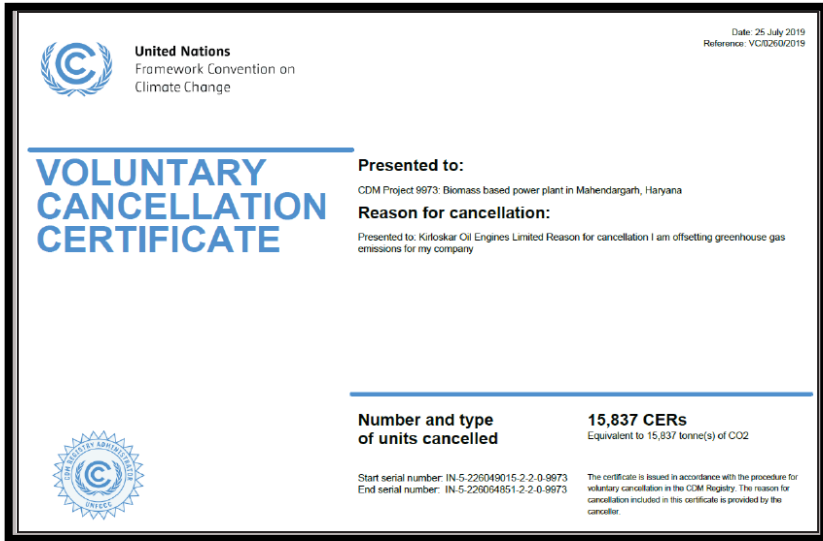 Date: 25 July 2019
Reference: VC/0260/2019
United Nations
Framework Convention on
Climate Change
VOLUNTARY
CANCELLATION
CERTIFICATE
Presented to:
CDM Project 9973: Biomass based power plant in Mahendargarh, Haryana
Reason for cancellation:
Presented to: Kirloskar Oil Engines Limited Reason for cancellation I am offsetting greenhouse gas
emissions for my company
Number and type
of units cancelled
15,837 CERs
Equivalent to 15,837 tonne(s) of CO2
Start serial number: IN-5-226049015-2-2-0-9973
End serial number: IN-5-226064851-2-2-0-9973
The certificate is issued in accordance with the procedure for
voluntary cancellation in the CDM Registry. The reason for
cancellation included in this certificate is provided by the
canceller.
CDM REGISTRY ADMINISTRATOR
UNFCCC